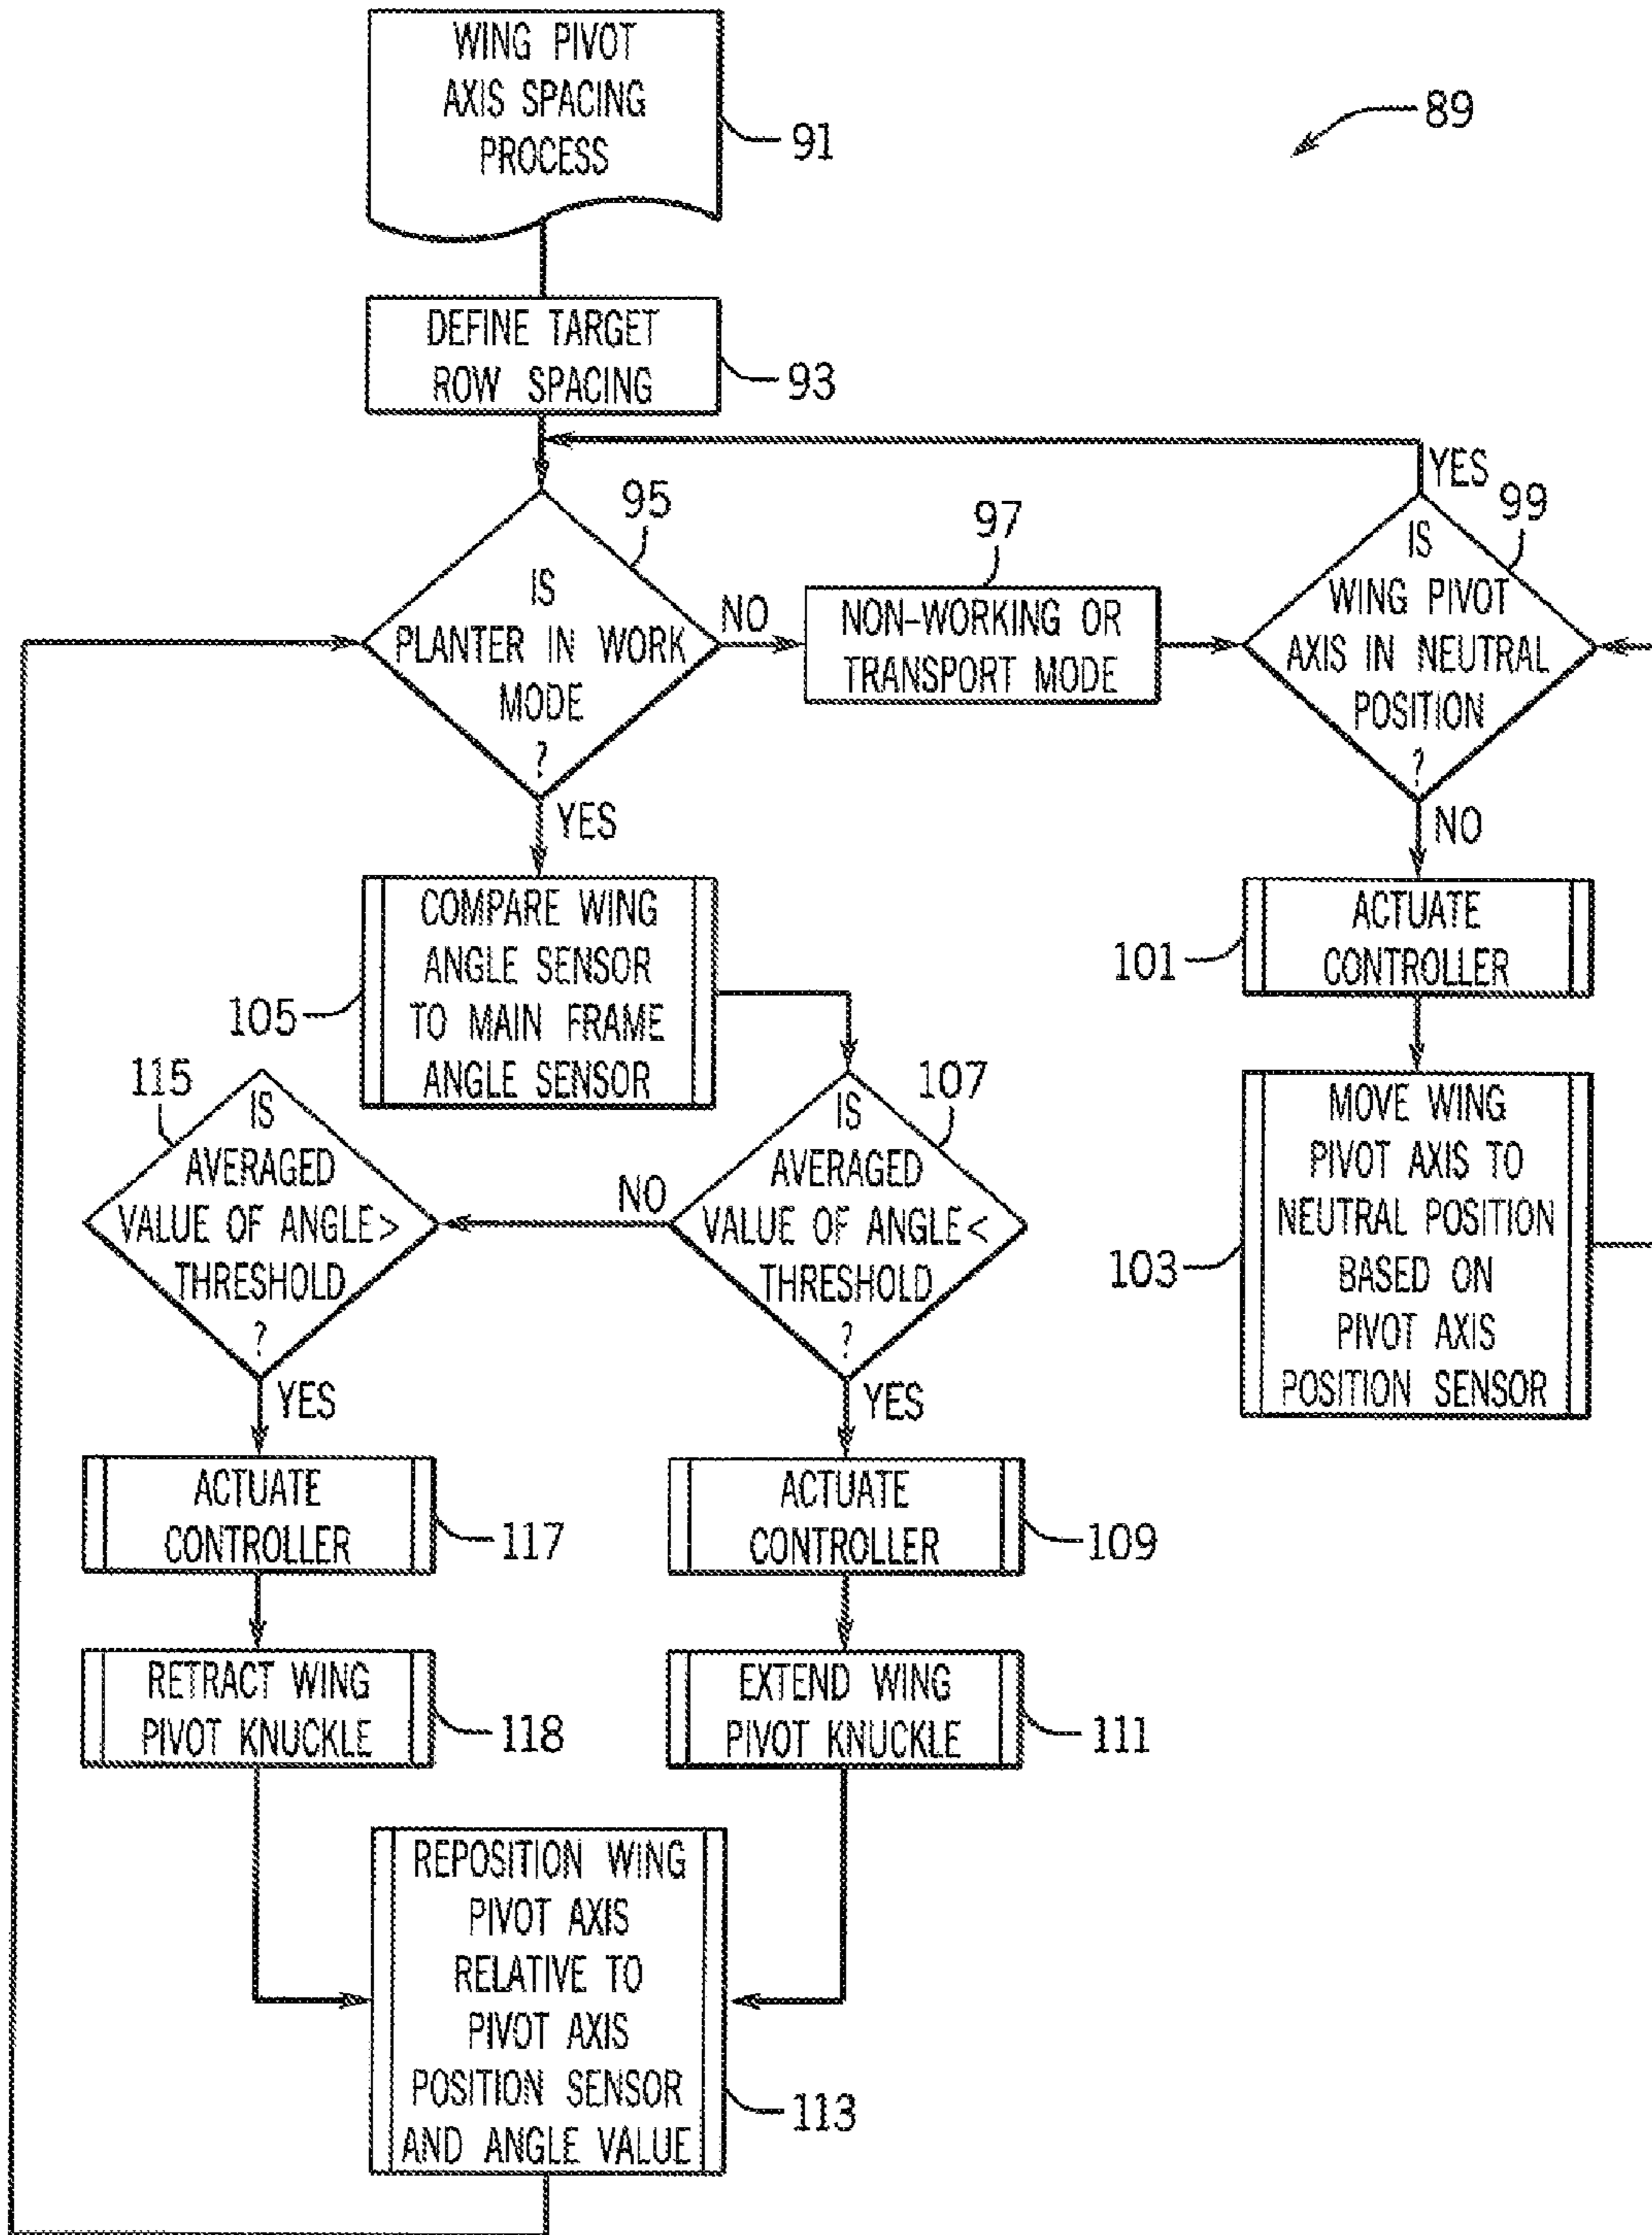 WING PIVOT
AXIS SPACING
PROCESS
91
89
DEFINE TARGET
ROW SPACING
93
95
IS
PLANTER IN WORK
MODE
?
NO
YES
97
NON-WORKING OR
TRANSPORT MODE
YES
99
IS
WING PIVOT
AXIS IN NEUTRAL
POSITION
?
NO
101
ACTUATE
CONTROLLER
103
MOVE WING
PIVOT AXIS TO
NEUTRAL POSITION
BASED ON
PIVOT AXIS
POSITION SENSOR
105
COMPARE WING
ANGLE SENSOR
TO MAIN FRAME
ANGLE SENSOR
107
IS
AVERAGED
VALUE OF ANGLE <
THRESHOLD
?
NO
YES
115
IS
AVERAGED
VALUE OF ANGLE >
THRESHOLD
?
YES
ACTUATE
CONTROLLER
117
ACTUATE
CONTROLLER
109
RETRACT WING
PIVOT KNUCKLE
118
EXTEND WING
PIVOT KNUCKLE
111
REPOSITION WING
PIVOT AXIS
RELATIVE TO
PIVOT AXIS
POSITION SENSOR
AND ANGLE VALUE
113